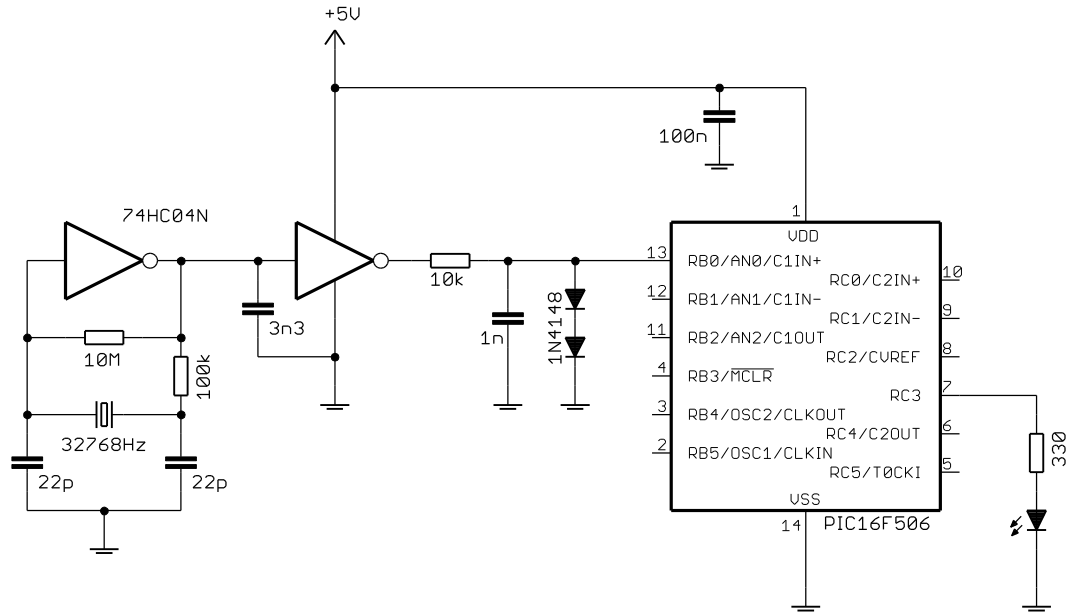 +5V
100n
74HC04N
1
VDD
13
RB0/AN0/C1IN+
10
RC0/C2IN+
10k
12
RB1/AN1/C1IN-
1N4148
9
RC1/C2IN-
3n3
1n
11
RB2/AN2/C1OUT
8
RC2/CVREF
10M
100k
4
RB3/MCLR
7
RC3
3
RB4/OSC2/CLKOUT
6
RC4/C2OUT
32768Hz
330
2
RB5/OSC1/CLKIN
5
RC5/T0CKI
22p
22p
VSS
14
PIC16F506